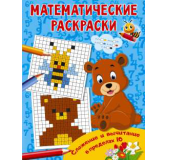 МАТЕМАТИЧЕСКИЕ
РАСКРАСКИ
Сложение и вычитание
в пределах 10